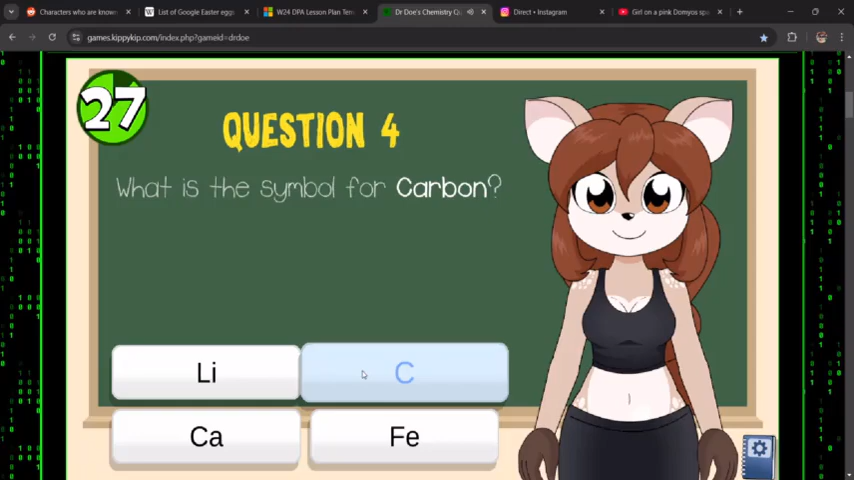 Characters who are known
List of Google Easter egg
W24 DPA Lesson Plan Tem
Dr Doe's Chemistry Q
Direct • Instagram
Girl on a pink Domyos sp
games.kippykip.com/index.php?gameid=drdoe
27
QUESTION 4
What is the symbol for Carbon?
Li
C
Ca
Fe